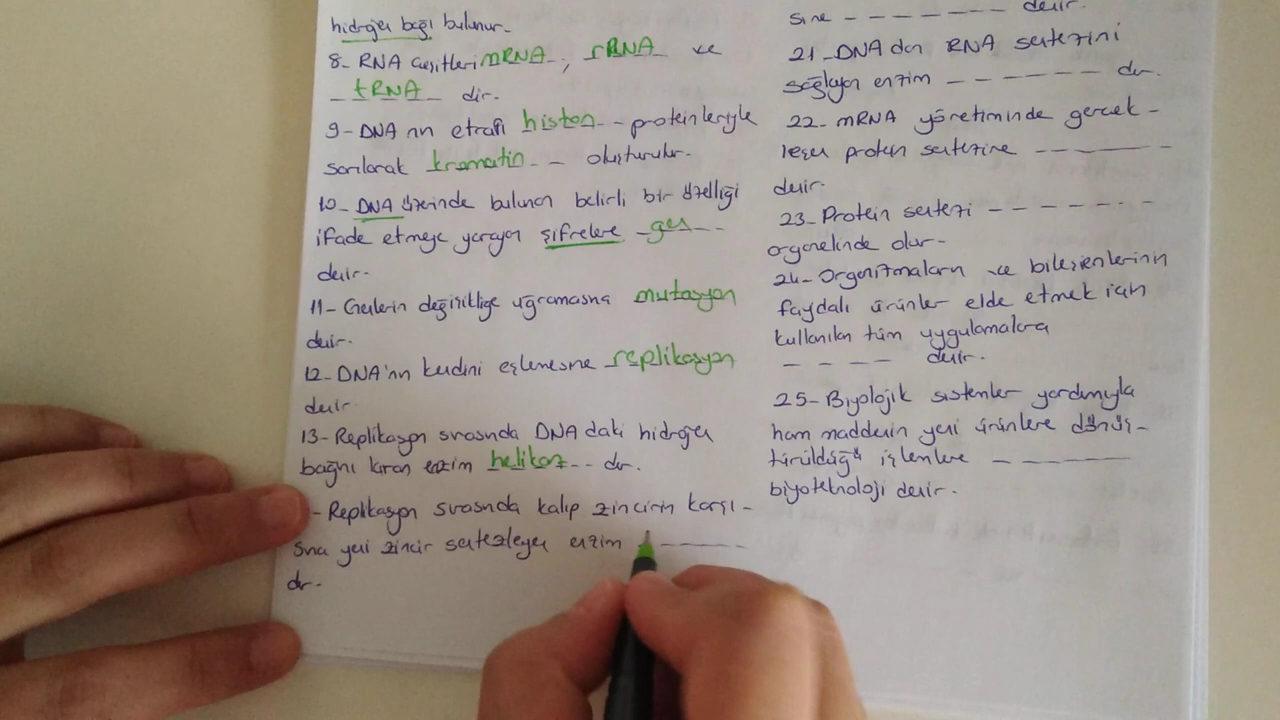 hidrojen bağı bulunur.
8- RNA çeşitleri mRNA, rRNA ve
tRNA dir.
9- DNA'nın etrafı histon -- proteinleriyle
sarılarak kromatin -- oluştururlar.
10- DNA üzerinde bulunan belirli bir özelliği
ifade etmeye yarayan şifrelere -gen---
denir.
11- Genlerin değişikliğe uğramasına mutasyon
denir.
12- DNA'nın kendini eşlemesine replikasyon
denir.
13- Replikasyon sırasında DNA daki hidrojen
bağını kıran enzim helikaz-- dır.
- Replikasyon sırasında kalıp zincirin karşı-
sına yeni zincir sentezleyen enzim ------
dır.
sine ------- denir.
21- DNA dan RNA sentezini
sağlayan enzim ------- dır.
22- mRNA yönetiminde gerçek-
leşen protein sentezine -------
denir.
23- Protein sentezi --------
organelinde olur.
24- Organizmaların ve bileşenlerinin
faydalı ürünler elde etmek için
kullanılan tüm uygulamalara
---- denir.
25- Biyolojik sistemler yardımıyla
ham maddenin yeni ürünlere dönüş-
türüldüğü işlemlere -------
biyoteknoloji denir.